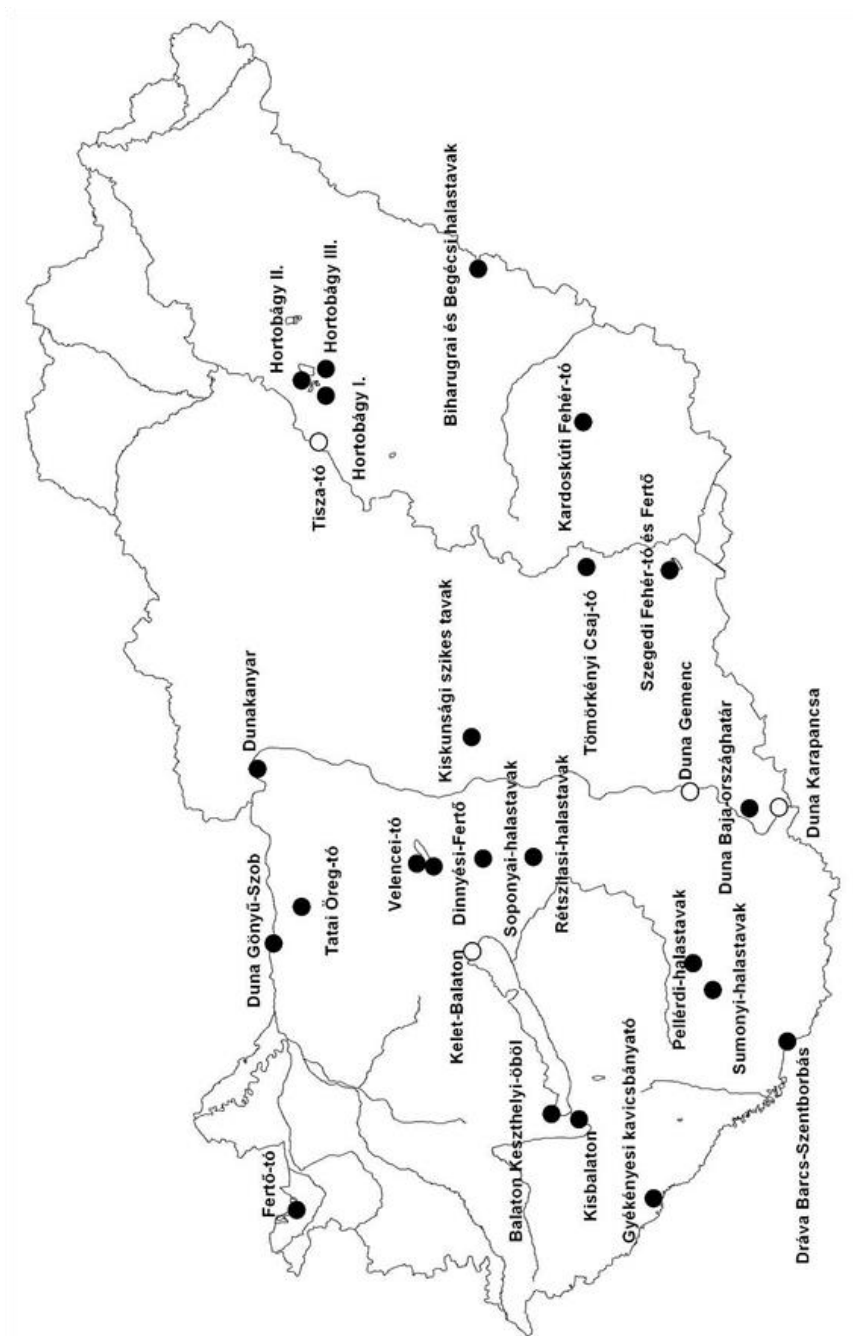 Fertő-tó
Duna Gönyű-Szob
Tatai Öreg-tó
Dunakanyar
Velencei-tó
Dinnyési-Fertő
Soponyai-halastavak
Rétszilasi-halastavak
Kelet-Balaton
Balaton Keszthelyi-öböl
Kisbalaton
Gyékényesi kavicsbányató
Pellérdi-halastavak
Sumonyi-halastavak
Dráva Barcs-Szentborbás
Kiskunsági szikes tavak
Duna Gemenc
Duna Baja-országhatár
Duna Karapancsa
Tisza-tó
Hortobágy I.
Hortobágy II.
Hortobágy III.
Biharugrai és Begécsi halastavak
Kardoskúti Fehér-tó
Tömörkényi Csaj-tó
Szegedi Fehér-tó és Fertő